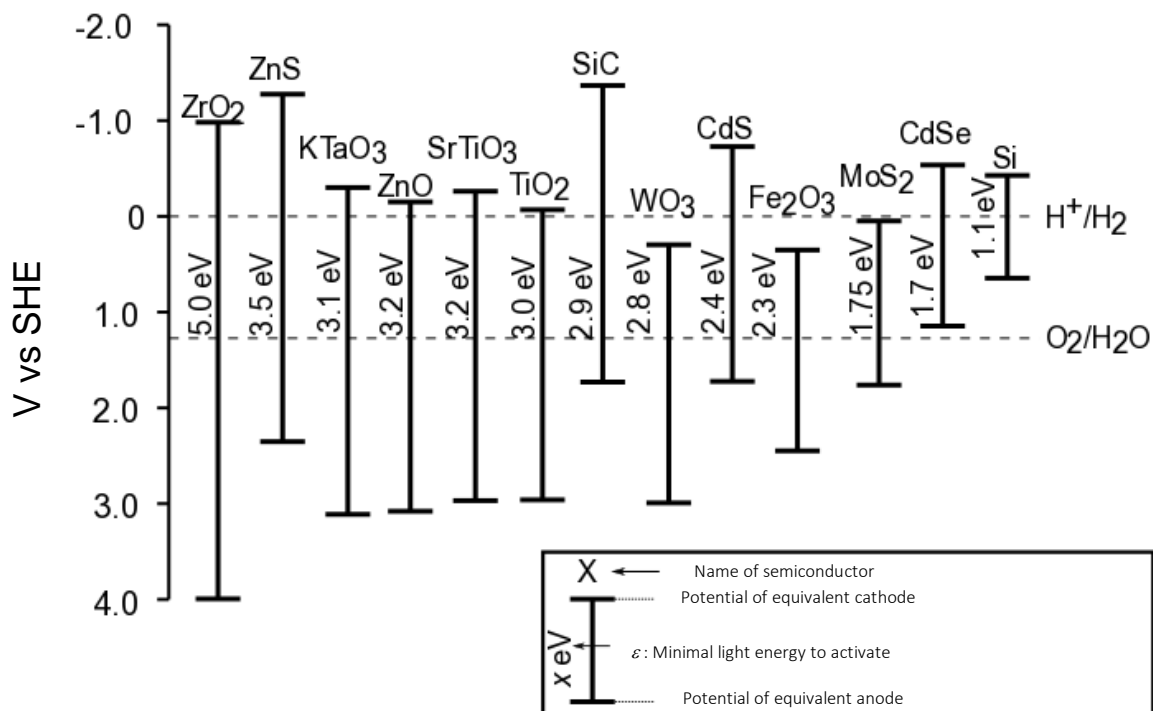 -2.0
-1.0
0
1.0
2.0
3.0
4.0
V vs SHE
ZrO2
5.0 eV
ZnS
3.5 eV
KTaO3
3.1 eV
ZnO
3.2 eV
SrTiO3
3.2 eV
TiO2
3.0 eV
SiC
2.9 eV
WO3
2.8 eV
CdS
2.4 eV
Fe2O3
2.3 eV
MoS2
1.75 eV
CdSe
1.7 eV
Si
1.1 eV
H+/H2
O2/H2O
X
Name of semiconductor
Potential of equivalent cathode
x eV
ε : Minimal light energy to activate
Potential of equivalent anode